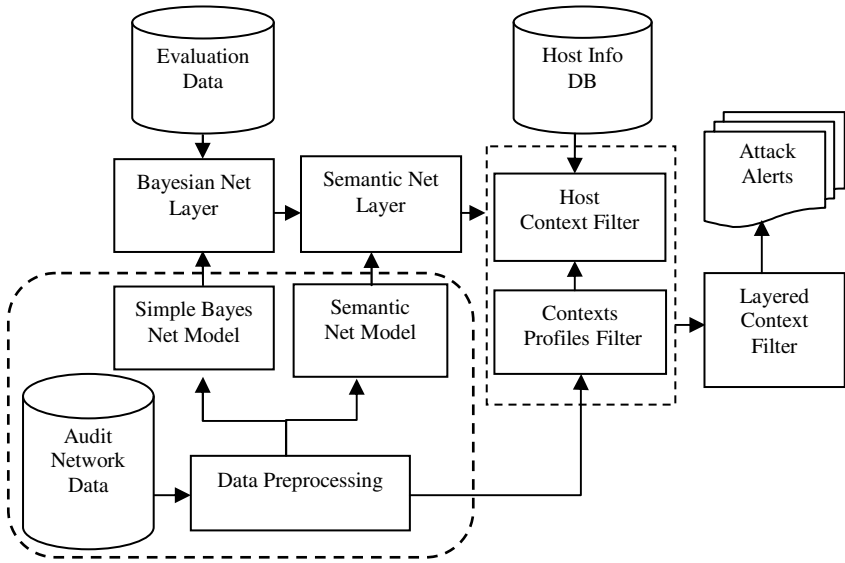 Evaluation
Data
Host Info
DB
Attack
Alerts
Bayesian Net
Layer
Semantic Net
Layer
Host
Context Filter
Simple Bayes
Net Model
Semantic
Net Model
Contexts
Profiles Filter
Layered
Context
Filter
Audit
Network
Data
Data Preprocessing